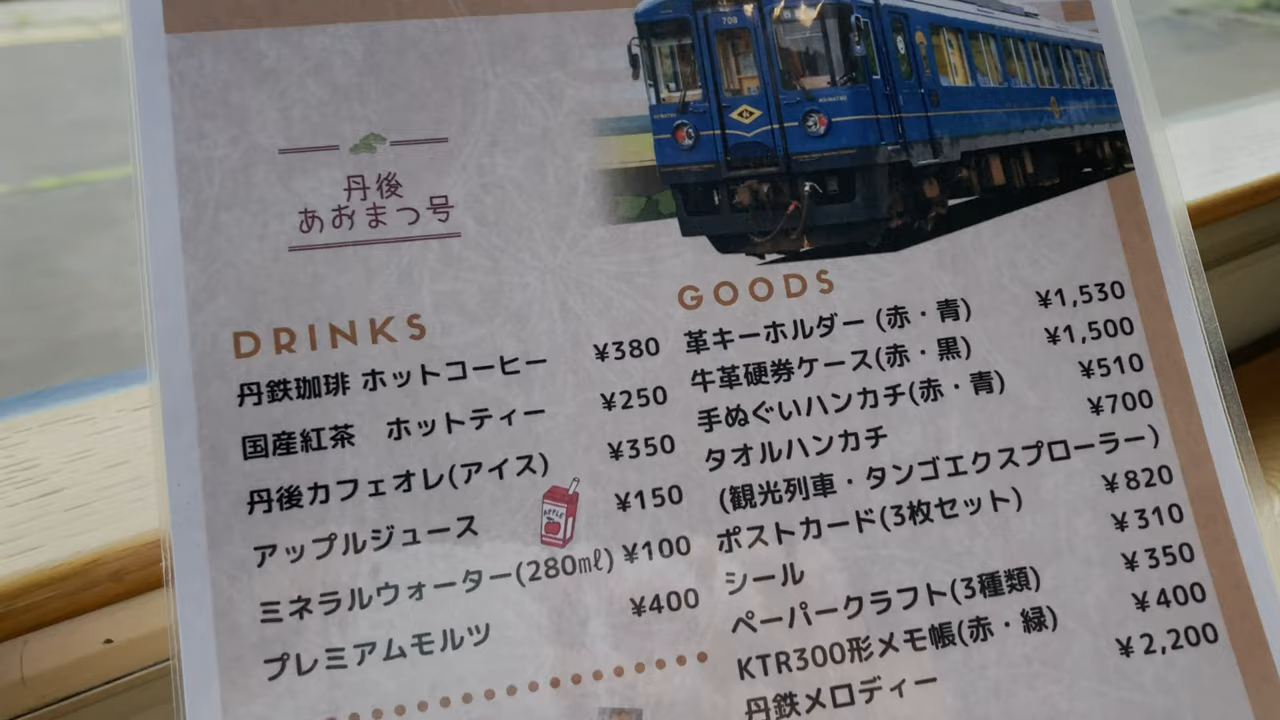 708
丹後
あおまつ号
DRINKS
丹鉄珈琲 ホットコーヒー ¥380
国産紅茶　ホットティー ¥250
丹後カフェオレ(アイス) ¥350
アップルジュース ¥150
APPLE
ミネラルウォーター(280㎖) ¥100
プレミアムモルツ ¥400
GOODS
革キーホルダー (赤・青) ¥1,530
牛革硬券ケース(赤・黒) ¥1,500
手ぬぐいハンカチ(赤・青) ¥510
タオルハンカチ ¥700
(観光列車・タンゴエクスプローラー)
ポストカード(3枚セット) ¥820
シール ¥310
ペーパークラフト(3種類) ¥350
KTR300形メモ帳(赤・緑) ¥400
丹鉄メロディー ¥2,200